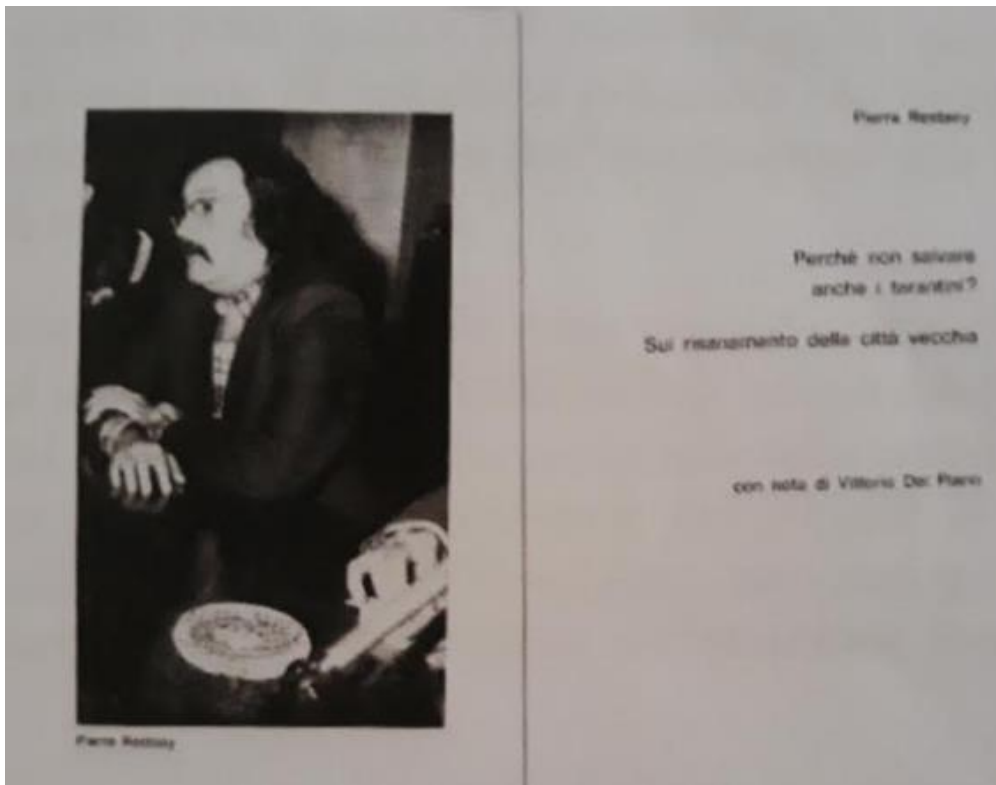 Pierre Restany
Pierre Restany
Perchè non salvare
anche i tarantini?
Sul risanamento della città vecchia
con nota di Vittorio Del Piano